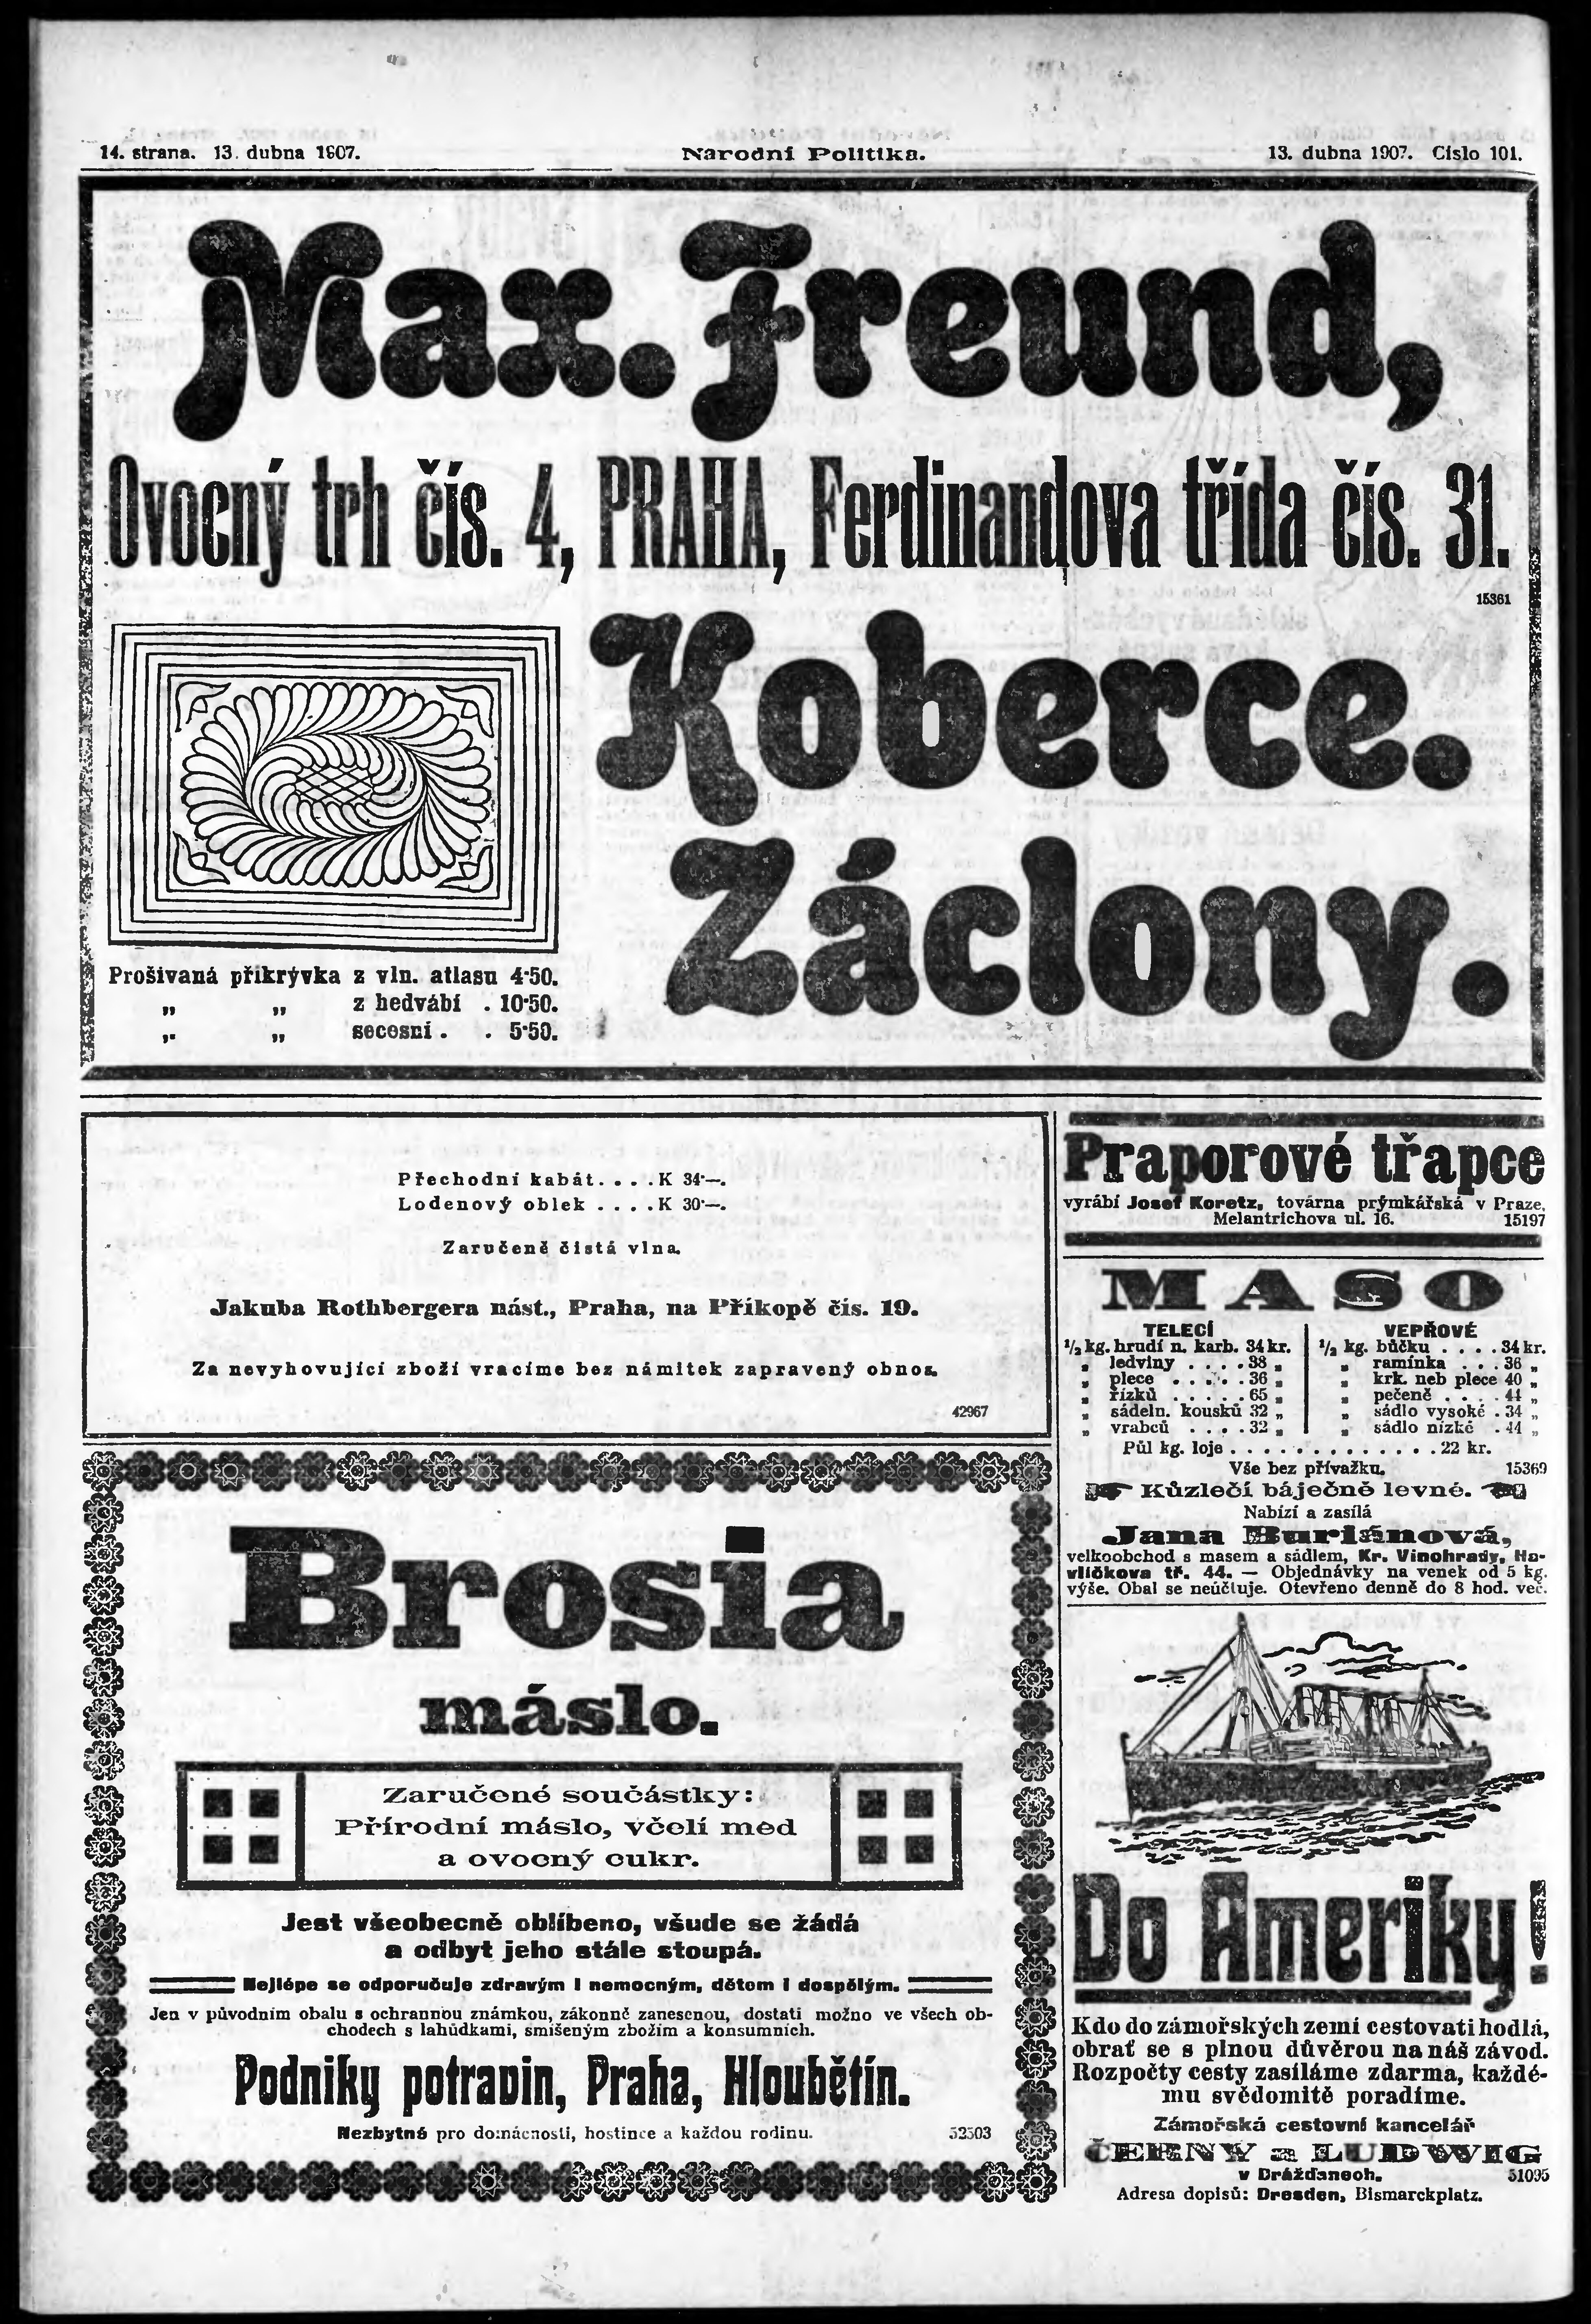 14. strana. 13. dubna 1907.
Narodní Politika.
13. dubna 1907. Číslo 101.
Max. Freund,
Ovocný trh čís. 4, PRAHA, Ferdinandova třída čís. 31.
15361
Koberce.
Záclony.
Prošívaná přikrývka z vln. atlasu 4·50.
„ „ z hedvábí . 10·50.
„ „ secesní . . 5·50.
Přechodní kabát. . . . K 34·—.
Lodenový oblek . . . . K 30·—.
Zaručeně čistá vlna.
Jakuba Rothbergera nást., Praha, na Příkopě čís. 19.
Za nevyhovující zboží vracíme bez námitek zapravený obnos.
42967
Brosia
máslo.
Zaručené součástky:
Přírodní máslo, včelí med
a ovocný cukr.
Jest všeobecně oblíbeno, všude se žádá
a odbyt jeho stále stoupá.
Nejlépe se odporučuje zdravým i nemocným, dětem i dospělým.
Jen v původním obalu s ochrannou známkou, zákonně zanesenou, dostati možno ve všech ob-
chodech s lahůdkami, smíšeným zbožím a konsumních.
Podniky potravin, Praha, Hloubětín.
Nezbytné pro domácnosti, hostince a každou rodinu.
52503
Praporové třapce
vyrábí Josef Koretz, továrna prýmkářská v Praze,
Melantrichova ul. 16. 15197
MASO
TELECÍ
½ kg. hrudí n. karb. 34 kr.
„ ledviny . . . . 38 „
„ plece . . . . . 36 „
„ řízků . . . . . 65 „
„ sádeln. kousků 32 „
„ vrabců . . . . 32 „
VEPŘOVÉ
½ kg. bůčku . . . . 34 kr.
„ ramínka . . . 36 „
„ krk. neb plece 40 „
„ pečeně . . . . 44 „
„ sádlo vysoké . 34 „
„ sádlo nízké . 44 „
Půl kg. loje . . . . . . . . . . . . . 22 kr.
Vše bez přívažku. 15369
Kůzlečí báječně levné.
Nabízí a zasílá
Jana Buriánová,
velkoobchod s masem a sádlem, Kr. Vinohrady, Ha-
vlíčkova tř. 44. — Objednávky na venek od 5 kg.
výše. Obal se neúčtuje. Otevřeno denně do 8 hod. več.
Do Ameriky!
Kdo do zámořských zemí cestovati hodlá,
obrať se s plnou důvěrou na náš závod.
Rozpočty cesty zasíláme zdarma, každé-
mu svědomitě poradíme.
Zámořská cestovní kancelář
ČERNÝ a LUDWIG
v Drážďanech. 51095
Adresa dopisů: Dresden, Bismarckplatz.